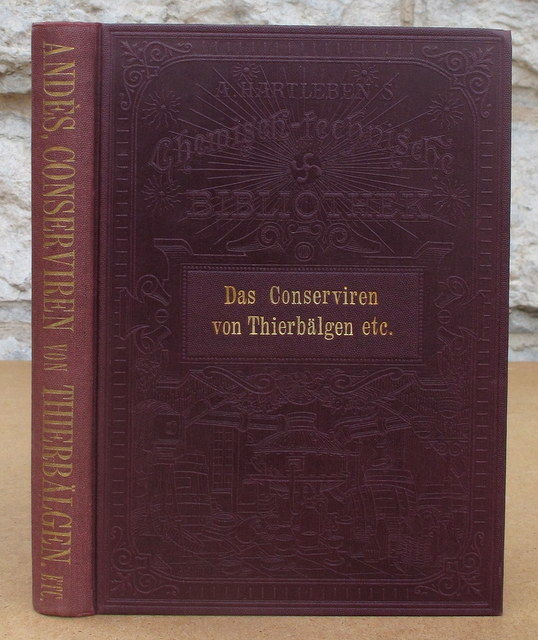 ANDÉS, CONSERVIREN VON THIERBÄLGEN ETC.
A. HARTLEBEN'S
Chemisch-technische
BIBLIOTHEK
Das Conserviren
von Thierbälgen etc.